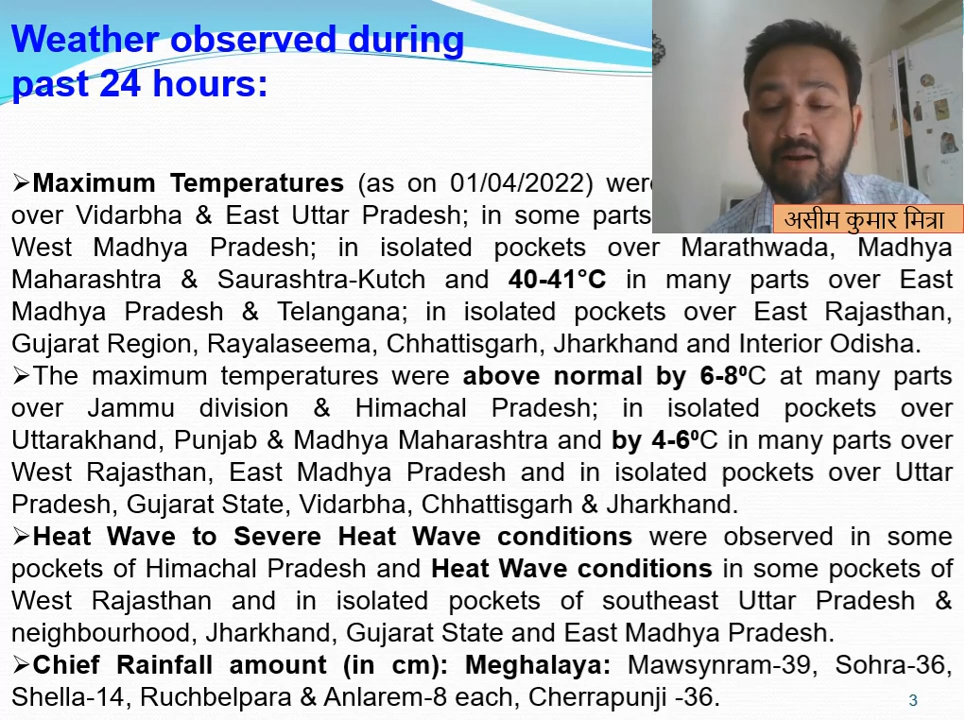 Weather observed during
past 24 hours:
➢Maximum Temperatures (as on 01/04/2022) were
over Vidarbha & East Uttar Pradesh; in some parts
West Madhya Pradesh; in isolated pockets over Marathwada, Madhya
Maharashtra & Saurashtra-Kutch and 40-41°C in many parts over East
Madhya Pradesh & Telangana; in isolated pockets over East Rajasthan,
Gujarat Region, Rayalaseema, Chhattisgarh, Jharkhand and Interior Odisha.
➢The maximum temperatures were above normal by 6-8⁰C at many parts
over Jammu division & Himachal Pradesh; in isolated pockets over
Uttarakhand, Punjab & Madhya Maharashtra and by 4-6⁰C in many parts over
West Rajasthan, East Madhya Pradesh and in isolated pockets over Uttar
Pradesh, Gujarat State, Vidarbha, Chhattisgarh & Jharkhand.
➢Heat Wave to Severe Heat Wave conditions were observed in some
pockets of Himachal Pradesh and Heat Wave conditions in some pockets of
West Rajasthan and in isolated pockets of southeast Uttar Pradesh &
neighbourhood, Jharkhand, Gujarat State and East Madhya Pradesh.
➢Chief Rainfall amount (in cm): Meghalaya: Mawsynram-39, Sohra-36,
Shella-14, Ruchbelpara & Anlarem-8 each, Cherrapunji -36.
3
असीम कुमार मित्रा